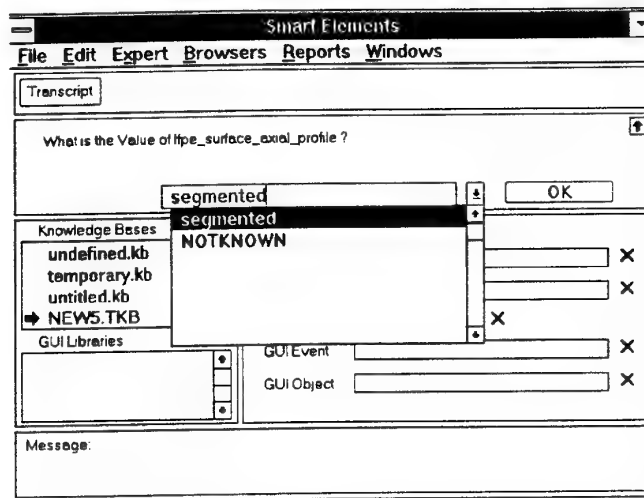 Smart Elements
File Edit Expert Browsers Reports Windows
Transcript
What is the Value of lfpe_surface_axial_profile ?
segmented
OK
segmented
NOTKNOWN
Knowledge Bases
undefined.kb
temporary.kb
untitled.kb
NEW5.TKB
GUI Libraries
GUI Event
GUI Object
Message: